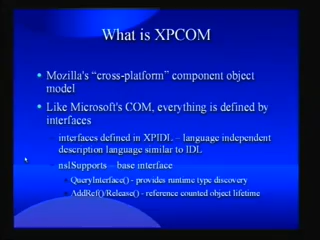 What is XPCOM
Mozilla's “cross-platform” component object
model
Like Microsoft's COM, everything is defined by
interfaces
interfaces defined in XPIDL – language independent
description language similar to IDL
nsISupports – base interface
QueryInterface() - provides runtime type discovery
AddRef()/Release() - reference counted object lifetime